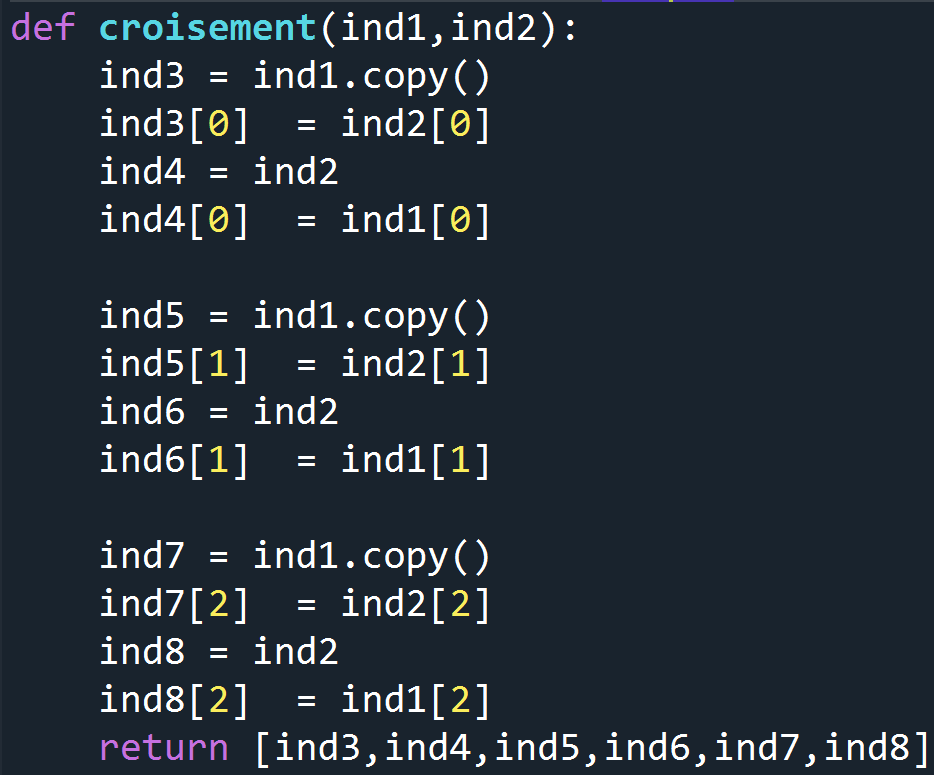 def croisement(ind1,ind2):
    ind3 = ind1.copy()
    ind3[0]  = ind2[0]
    ind4 = ind2
    ind4[0]  = ind1[0]

    ind5 = ind1.copy()
    ind5[1]  = ind2[1]
    ind6 = ind2
    ind6[1]  = ind1[1]

    ind7 = ind1.copy()
    ind7[2]  = ind2[2]
    ind8 = ind2
    ind8[2]  = ind1[2]
    return [ind3,ind4,ind5,ind6,ind7,ind8]